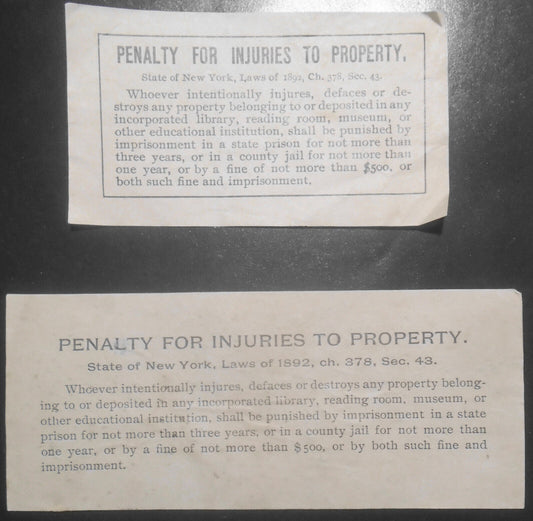 PENALTY FOR INJURIES TO PROPERTY.
State of New York, Laws of 1892, Ch. 378, Sec. 43.
Whoever intentionally injures, defaces or de-
stroys any property belonging to or deposited in any
incorporated library, reading room, museum, or
other educational institution, shall be punished by
imprisonment in a state prison for not more than
three years, or in a county jail for not more than
one year, or by a fine of not more than $500, or
both such fine and imprisonment.
PENALTY FOR INJURIES TO PROPERTY.
State of New York, Laws of 1892, ch. 378, Sec. 43.
Whoever intentionally injures, defaces or destroys any property belong-
ing to or deposited in any incorporated library, reading room, museum, or
other educational institution, shall be punished by imprisonment in a state
prison for not more than three years, or in a county jail for not more than
one year, or by a fine of not more than $500, or by both such fine and
imprisonment.